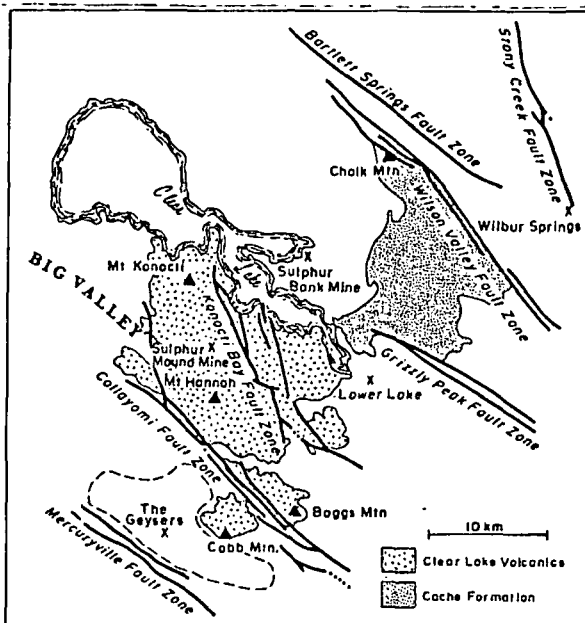 Bartlett Springs Fault Zone
Stony Creek Fault Zone
Chalk Mtn.
Wilson Valley Fault Zone
Wilbur Springs
Clear
Lake
Sulphur
Bank Mine
BIG VALLEY
Mt Konocti
Konocti Bay Fault Zone
Sulphur
Mound Mine
Mt Hannah
Lower Lake
Grizzly Peak Fault Zone
Collayomi Fault Zone
The
Geysers
Boggs Mtn
Cobb Mtn.
Mercuryville Fault Zone
10 km
Clear Lake Volcanics
Cache Formation